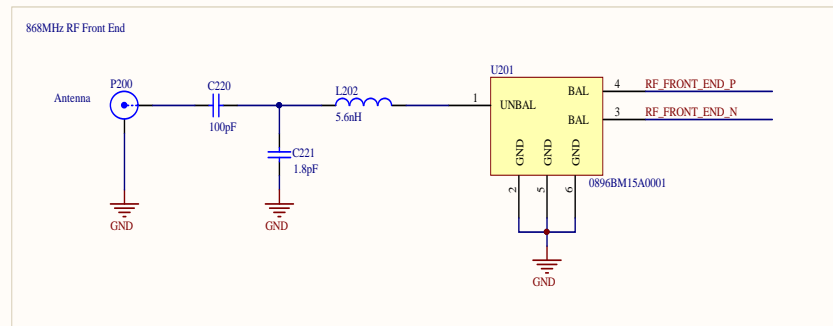 868MHz RF Front End
P200
Antenna
C220
100pF
C221
1.8pF
L202
5.6nH
U201
1
UNBAL
BAL
4
RF_FRONT_END_P
BAL
3
RF_FRONT_END_N
GND
GND
GND
2
5
6
0896BM15A0001
GND
GND
GND